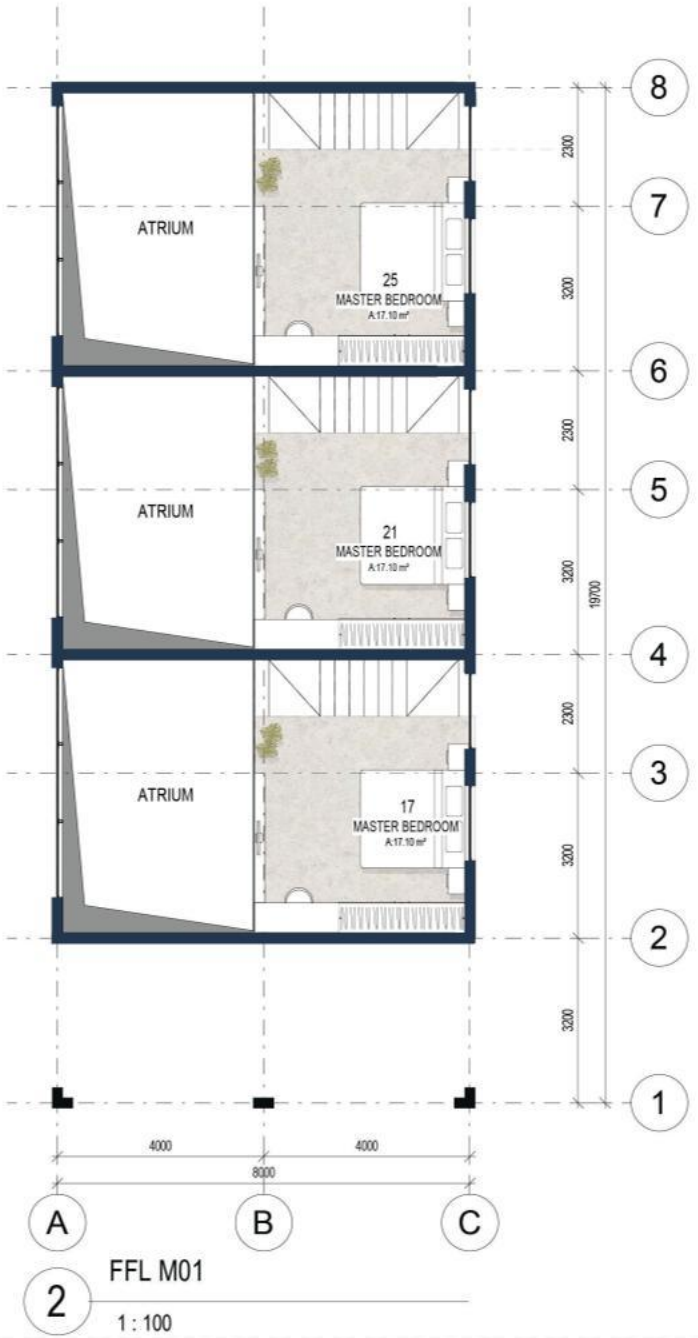 8
2300
7
ATRIUM
25
MASTER BEDROOM
A:17.10 m²
3200
6
2300
5
ATRIUM
21
MASTER BEDROOM
A:17.10 m²
3200
19700
4
2300
3
ATRIUM
17
MASTER BEDROOM
A:17.10 m²
3200
2
3200
1
4000
4000
8000
A
B
C
FFL M01
2
1 : 100